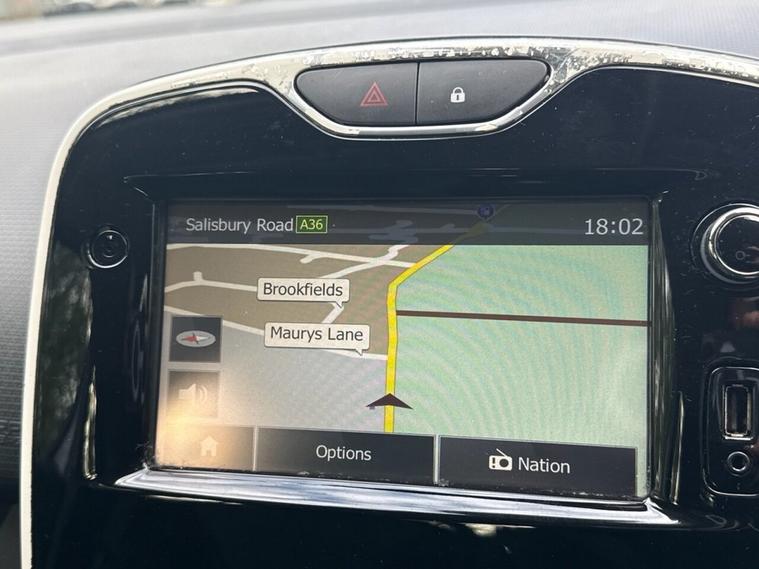 Salisbury Road A36
18:02
Brookfields
Maurys Lane
Options
Nation